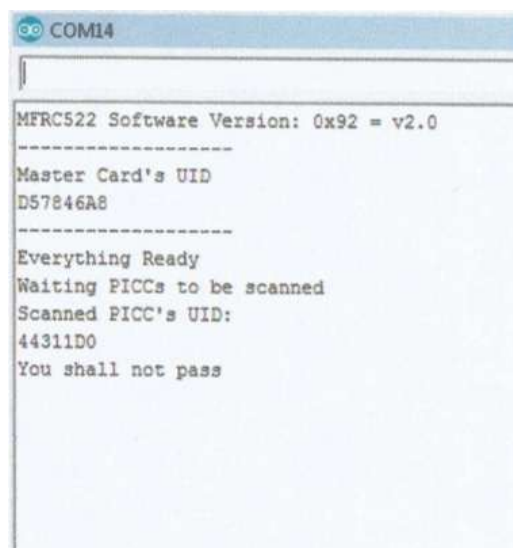 COM14
MFRC522 Software Version: 0x92 = v2.0
-------------------
Master Card's UID
D57846A8
-------------------
Everything Ready
Waiting PICCs to be scanned
Scanned PICC's UID:
44311D0
You shall not pass